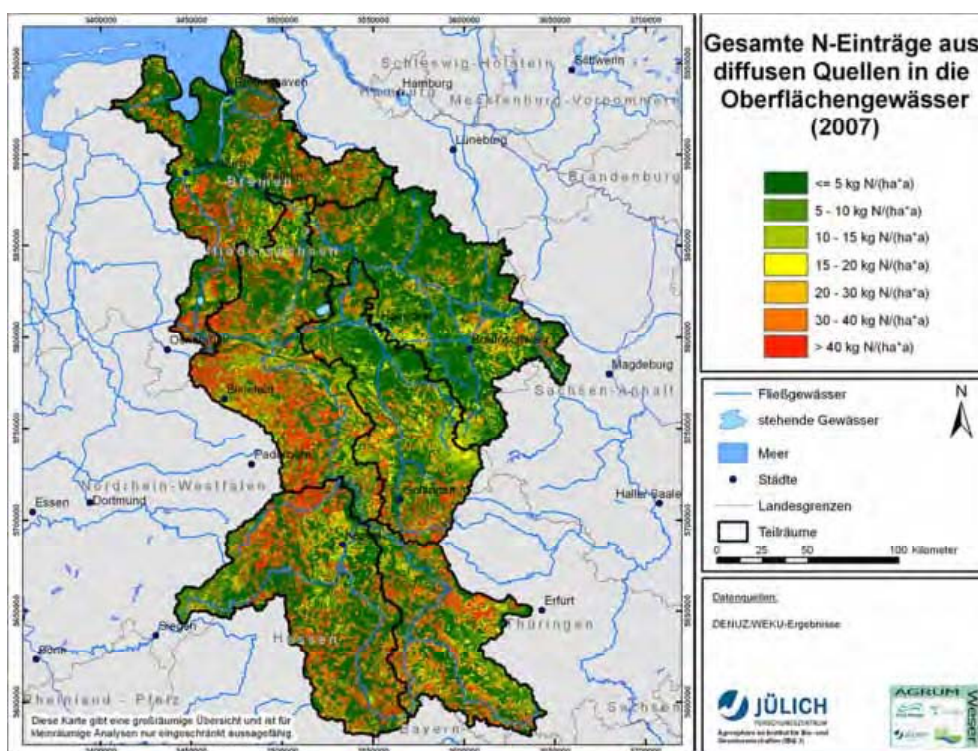 Gesamte N-Einträge aus
diffusen Quellen in die
Oberflächengewässer
(2007)
<= 5 kg N/(ha*a)
5 - 10 kg N/(ha*a)
10 - 15 kg N/(ha*a)
15 - 20 kg N/(ha*a)
20 - 30 kg N/(ha*a)
30 - 40 kg N/(ha*a)
> 40 kg N/(ha*a)
Fließgewässer
N
stehende Gewässer
Meer
Städte
Landesgrenzen
Teilräume
0 25 50 100 Kilometer
Datenquellen:
DENUZ/WEKU-Ergebnisse
JÜLICH
FORSCHUNGSZENTRUM
AGRUM
Schleswig-Holstein
Schwerin
Hamburg
Hamburg
Mecklenburg-Vorpommern
Lüneburg
Brandenburg
Bremen
Niedersachsen
Magdeburg
Sachsen-Anhalt
Bielefeld
Paderborn
Nordrhein-Westfalen
Essen
Dortmund
Göttingen
Halle/Saale
Erfurt
Thüringen
Siegen
Hessen
Bonn
Rheinland - Pfalz
Bayern
Sachsen
Diese Karte gibt eine großräumige Übersicht und ist für
kleinräumige Analysen nur eingeschränkt aussagefähig.